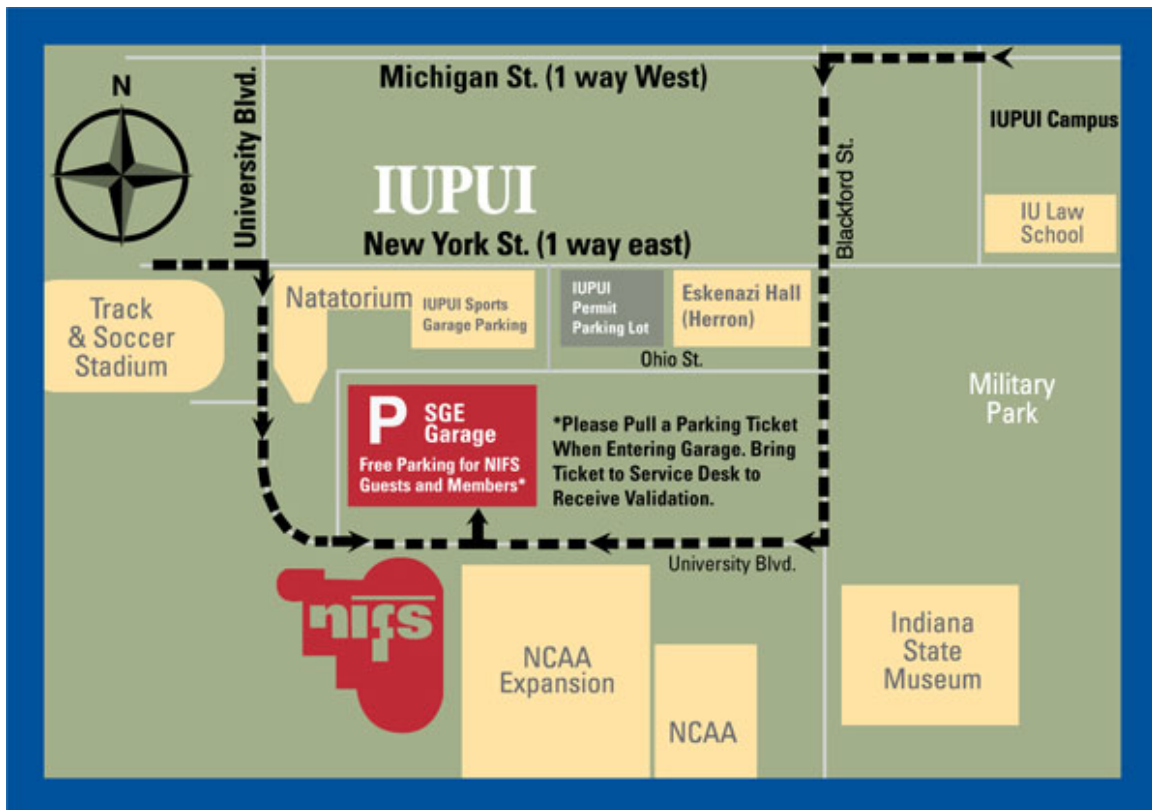 N
University Blvd.
Michigan St. (1 way West)
Blackford St.
IUPUI Campus
IU Law
School
IUPUI
New York St. (1 way east)
Track
& Soccer
Stadium
Natatorium
IUPUI Sports
Garage Parking
IUPUI
Permit
Parking Lot
Eskenazi Hall
(Herron)
Ohio St.
Military
Park
P
SGE
Garage
Free Parking for NIFS
Guests and Members*
*Please Pull a Parking Ticket
When Entering Garage. Bring
Ticket to Service Desk to
Receive Validation.
University Blvd.
nifs
NCAA
Expansion
NCAA
Indiana
State
Museum